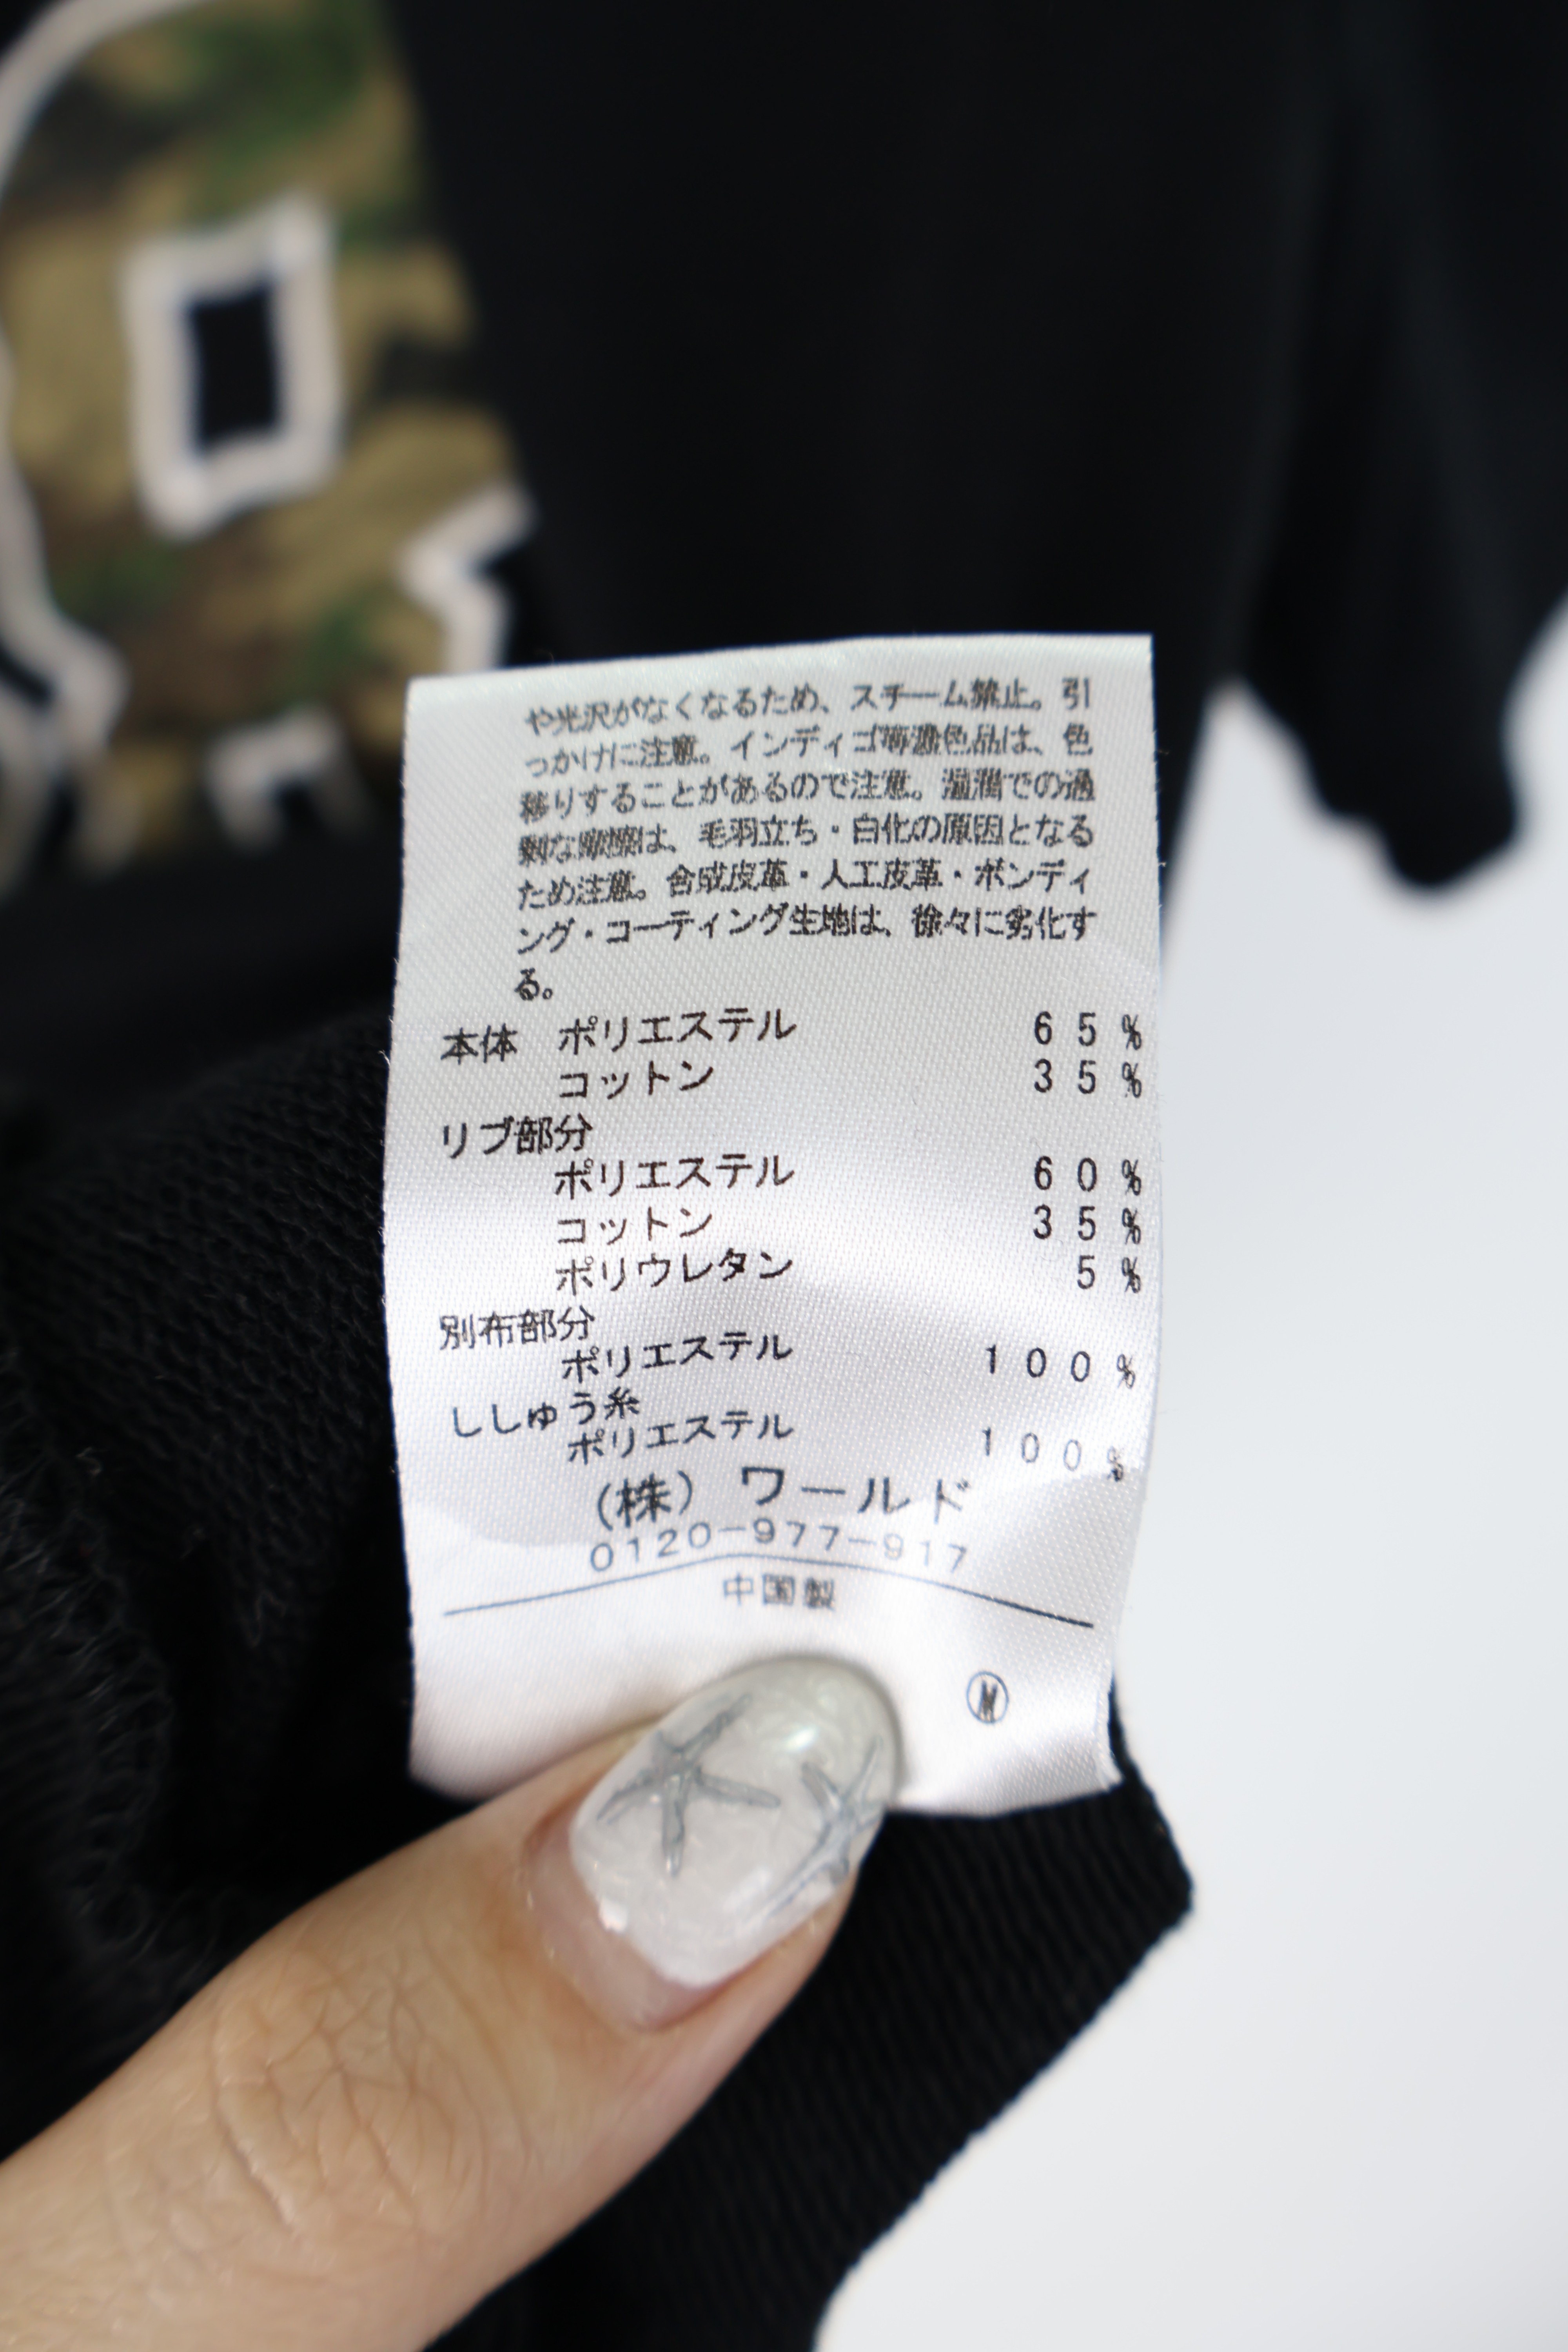 や光沢がなくなるため、スチーム禁止。引
っかけに注意。インディゴ等濃色品は、色
移りすることがあるので注意。湿潤での過
剰な摩擦は、毛羽立ち・白化の原因となる
ため注意。合成皮革・人工皮革・ボンディ
ング・コーティング生地は、徐々に劣化す
る。
本体 ポリエステル 65%
コットン 35%
リブ部分
ポリエステル 60%
コットン 35%
ポリウレタン 5%
別布部分
ポリエステル 100%
ししゅう糸
ポリエステル 100%
(株) ワールド
0120-977-917
中国製
Ⓜ